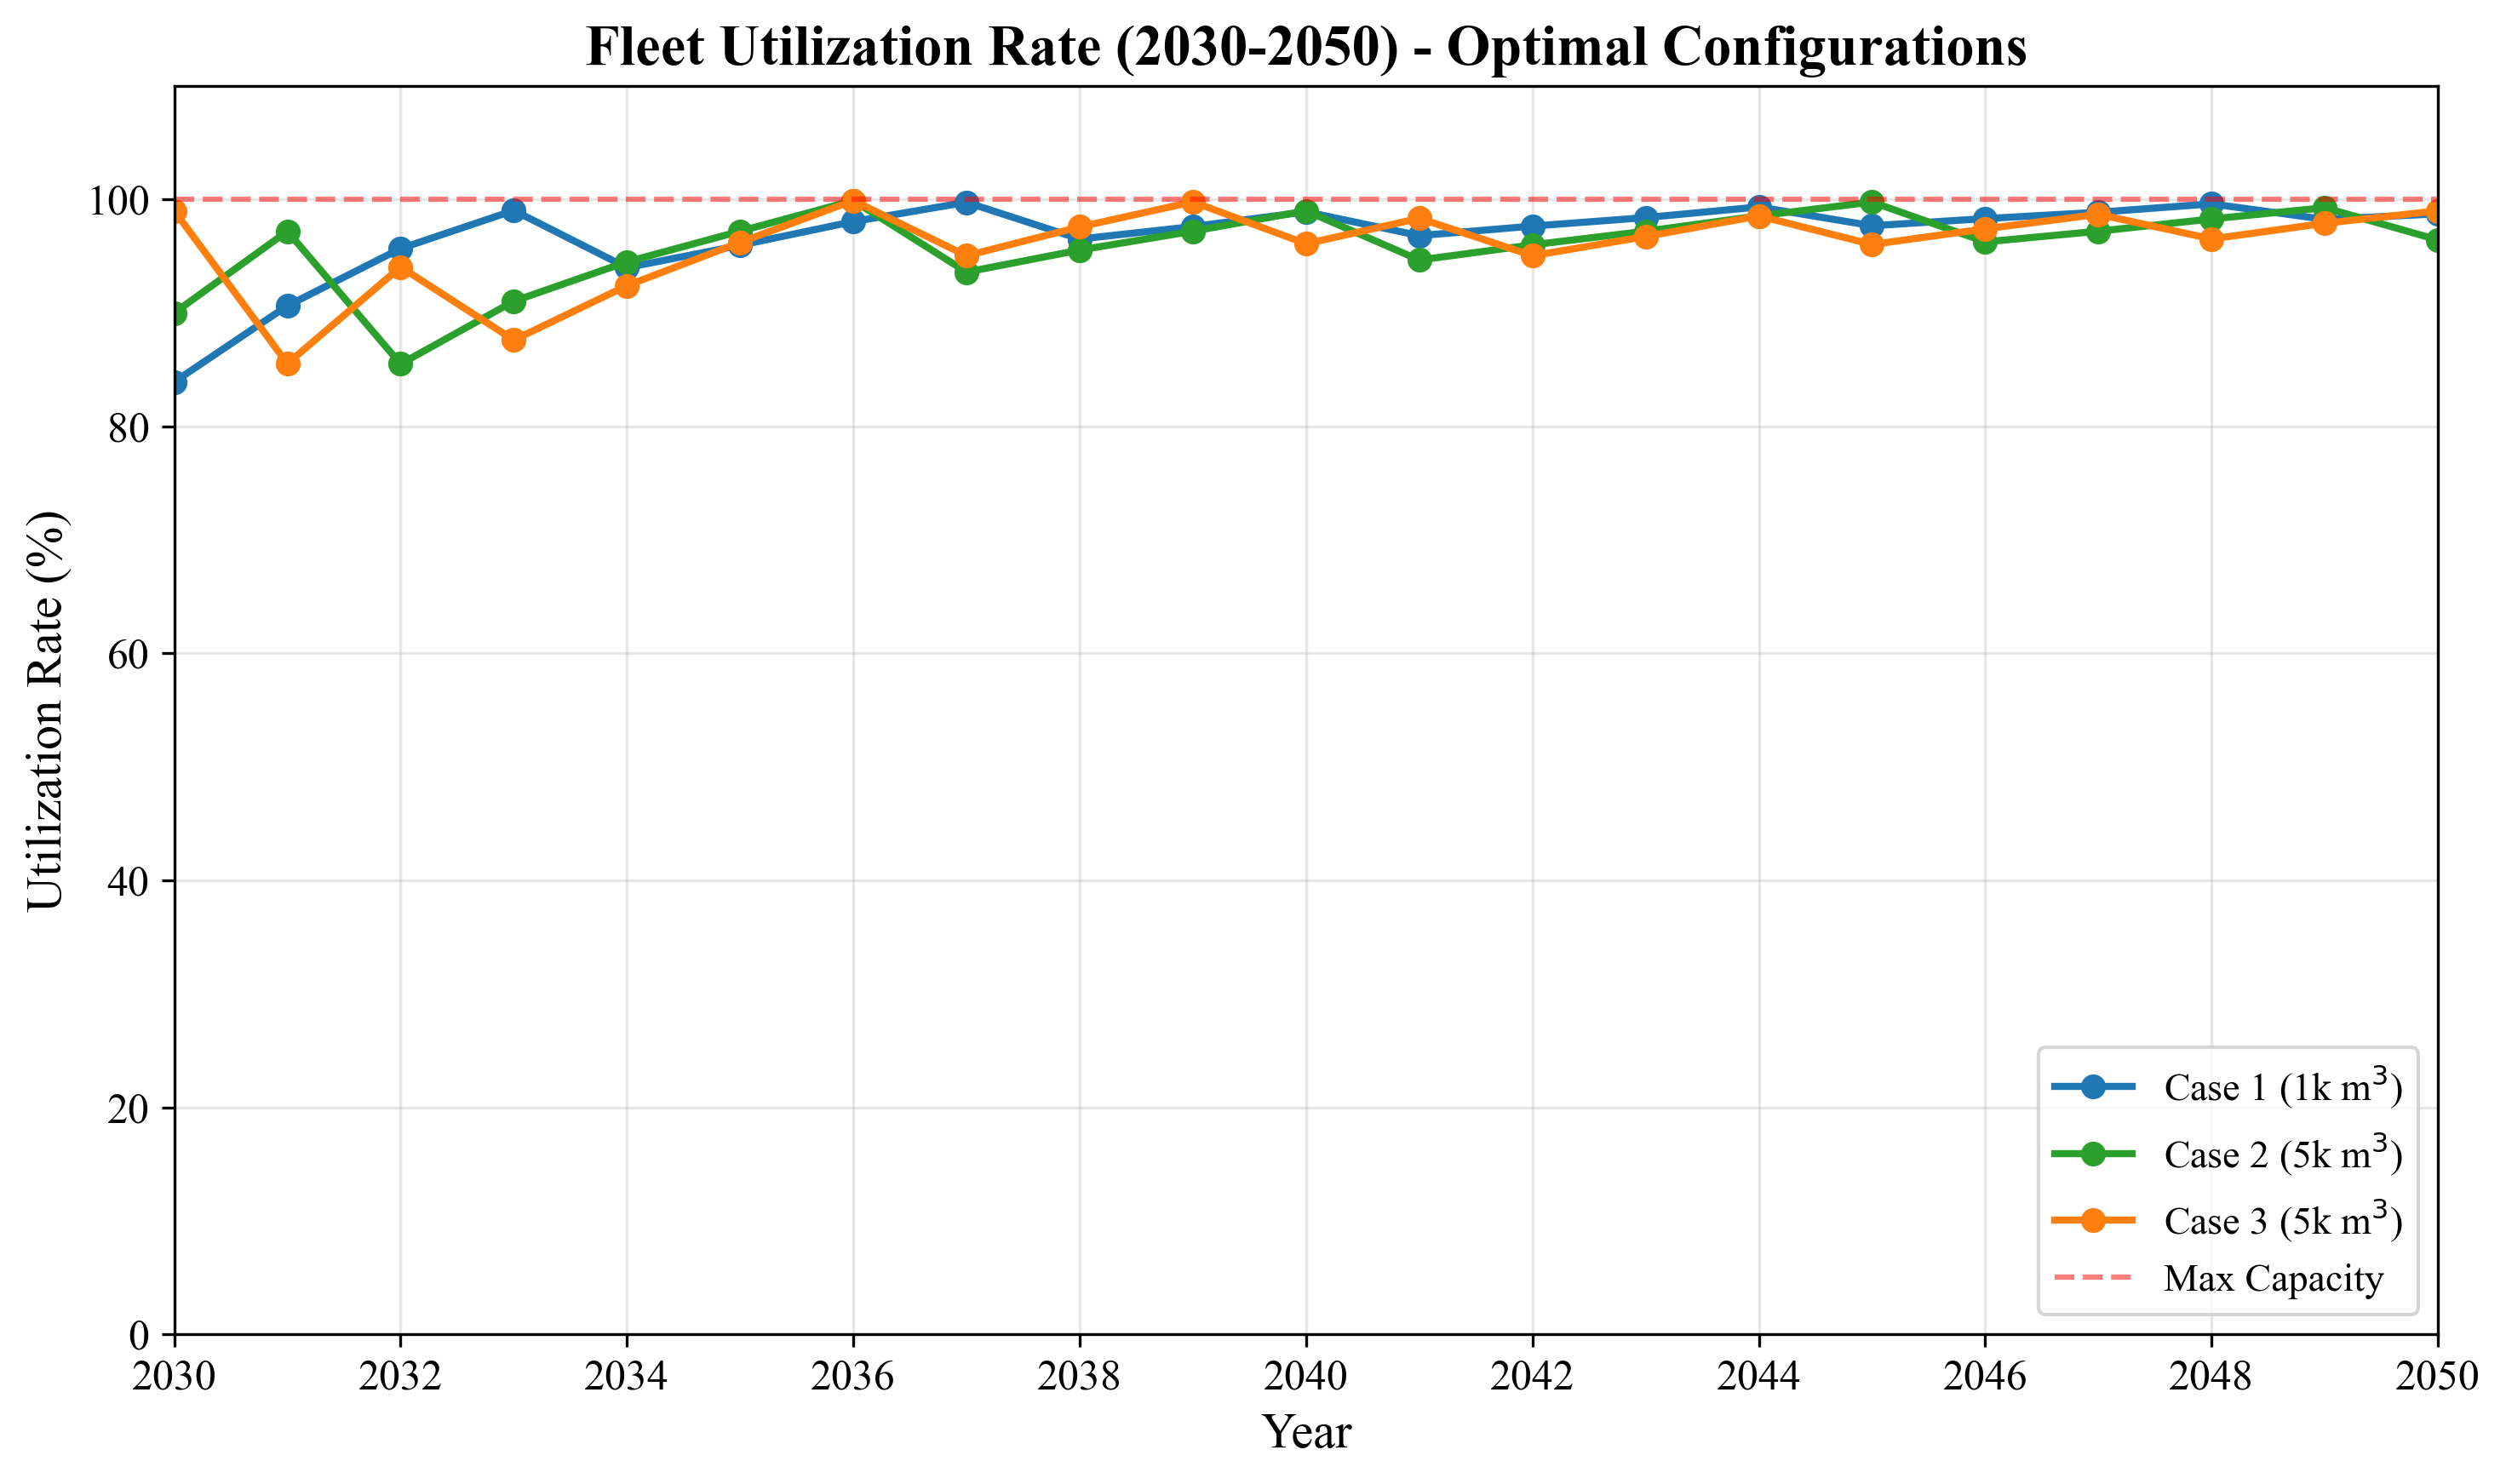 Fleet Utilization Rate (2030-2050) - Optimal Configurations
100
80
60
40
20
0
Utilization Rate (%)
2030 2032 2034 2036 2038 2040 2042 2044 2046 2048 2050
Year
Case 1 (1k m³)
Case 2 (5k m³)
Case 3 (5k m³)
Max Capacity